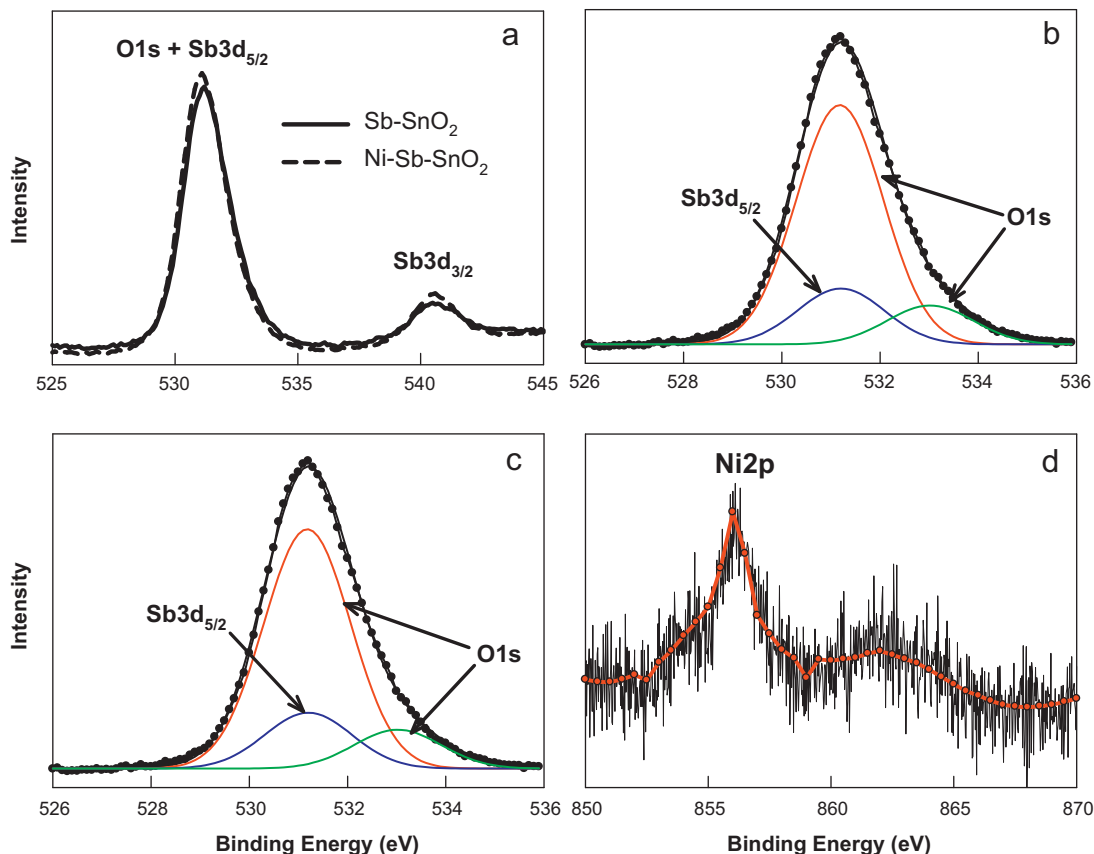 a
O1s + Sb3d5/2
Sb-SnO2
Ni-Sb-SnO2
Sb3d3/2
Intensity
525 530 535 540 545
b
Sb3d5/2
O1s
526 528 530 532 534 536
c
Sb3d5/2
O1s
Intensity
526 528 530 532 534 536
Binding Energy (eV)
d
Ni2p
850 855 860 865 870
Binding Energy (eV)